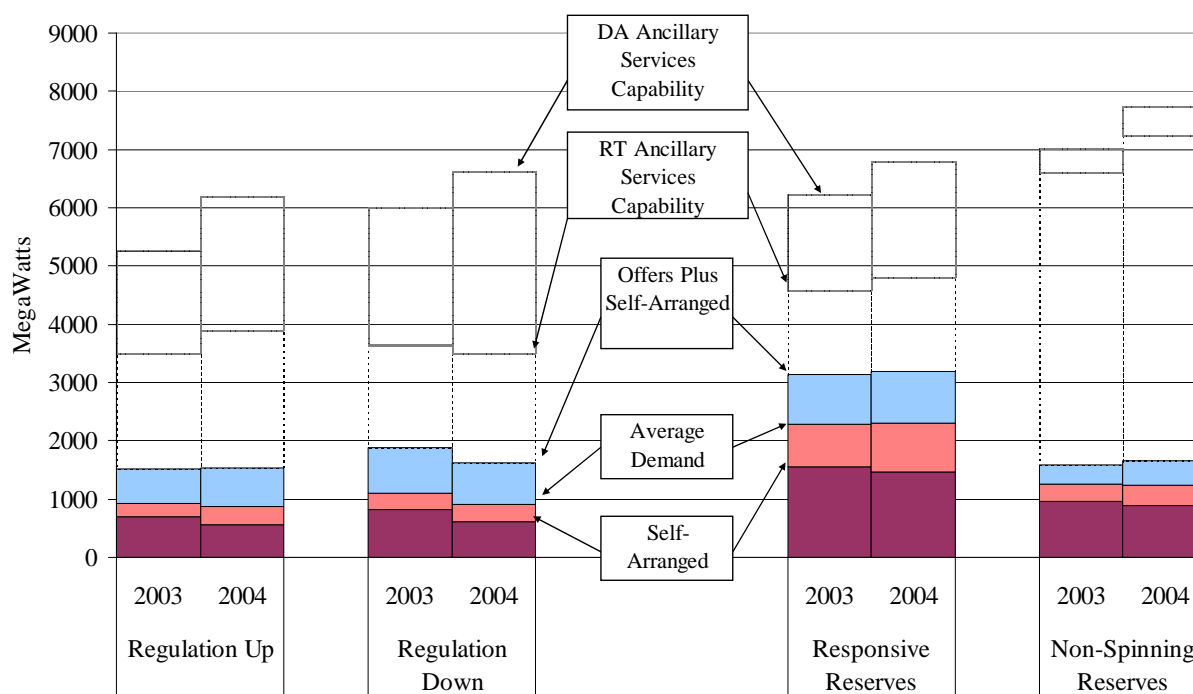 9000
8000
7000
6000
5000
4000
3000
2000
1000
0
MegaWatts
DA Ancillary
Services
Capability
RT Ancillary
Services
Capability
Offers Plus
Self-Arranged
Average
Demand
Self-
Arranged
2003 2004
Regulation Up
2003 2004
Regulation
Down
2003 2004
Responsive
Reserves
2003 2004
Non-Spinning
Reserves